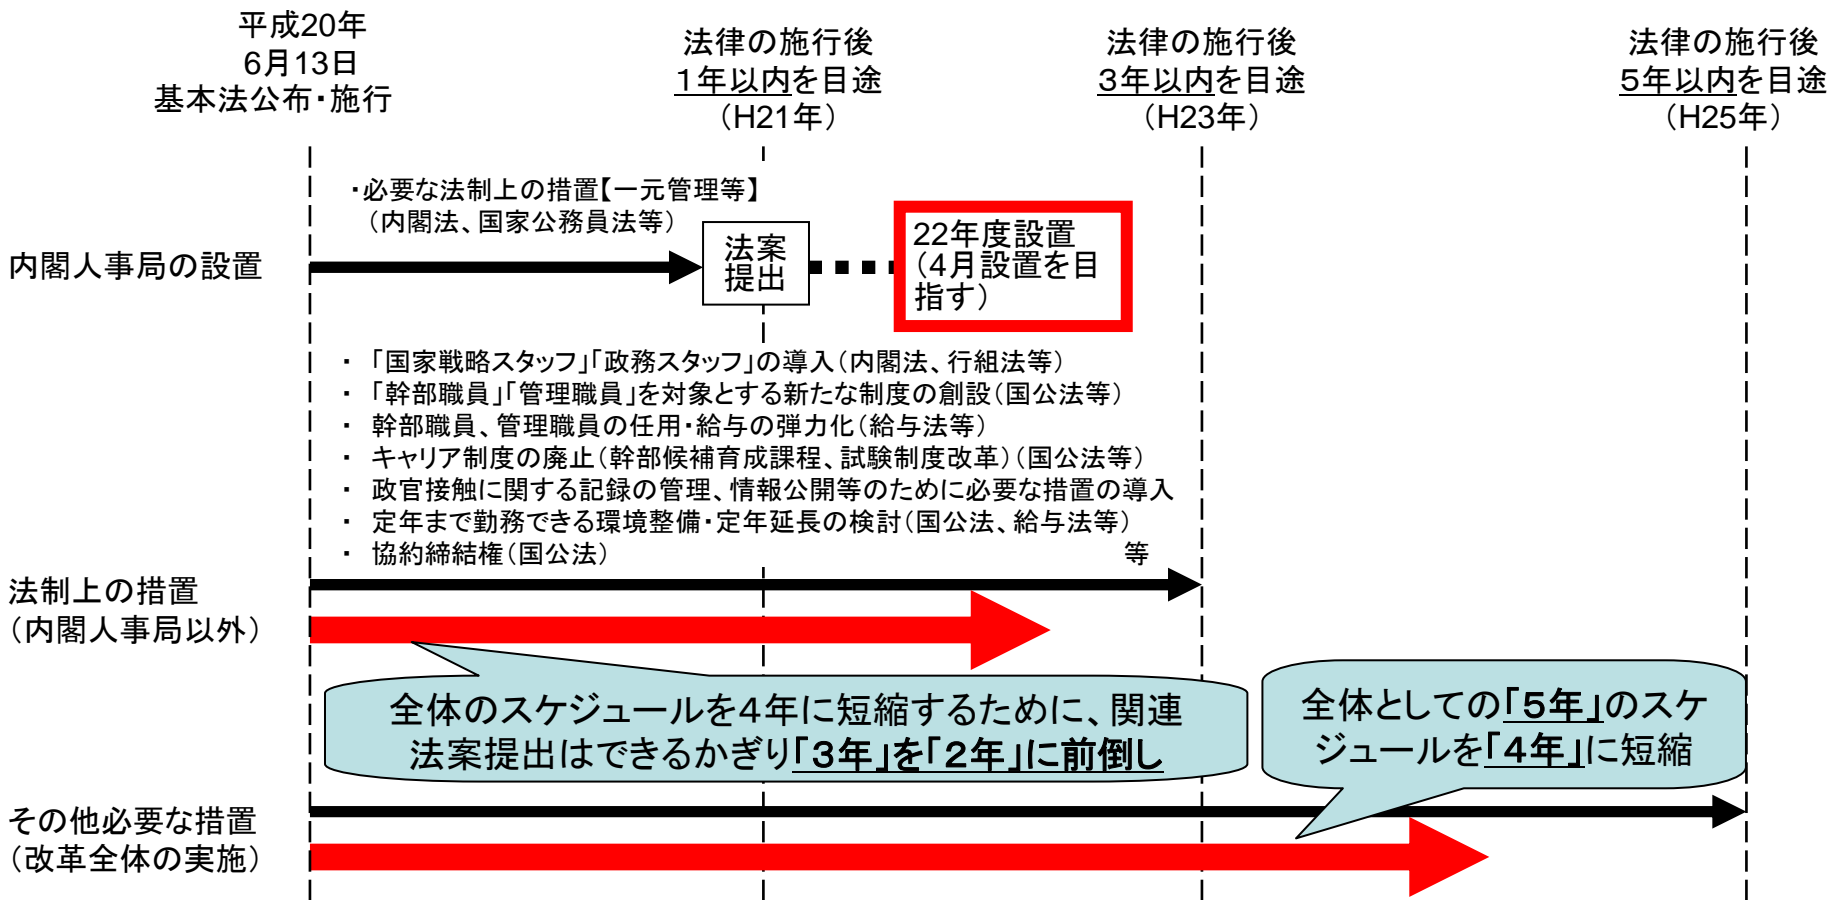 平成20年
6月13日
基本法公布・施行
法律の施行後
1年以内を目途
（H21年）
法律の施行後
3年以内を目途
（H23年）
法律の施行後
5年以内を目途
（H25年）
・必要な法制上の措置【一元管理等】
（内閣法、国家公務員法等）
内閣人事局の設置
法案
提出
22年度設置
（4月設置を目
指す）
・「国家戦略スタッフ」「政務スタッフ」の導入（内閣法、行組法等）
・「幹部職員」「管理職員」を対象とする新たな制度の創設（国公法等）
・ 幹部職員、管理職員の任用・給与の弾力化（給与法等）
・ キャリア制度の廃止（幹部候補育成課程、試験制度改革）（国公法等）
・ 政官接触に関する記録の管理、情報公開等のために必要な措置の導入
・ 定年まで勤務できる環境整備・定年延長の検討（国公法、給与法等）
・ 協約締結権（国公法） 等
法制上の措置
（内閣人事局以外）
全体のスケジュールを４年に短縮するために、関連
法案提出はできるかぎり「３年」を「２年」に前倒し
全体としての「５年」のスケ
ジュールを「４年」に短縮
その他必要な措置
（改革全体の実施）